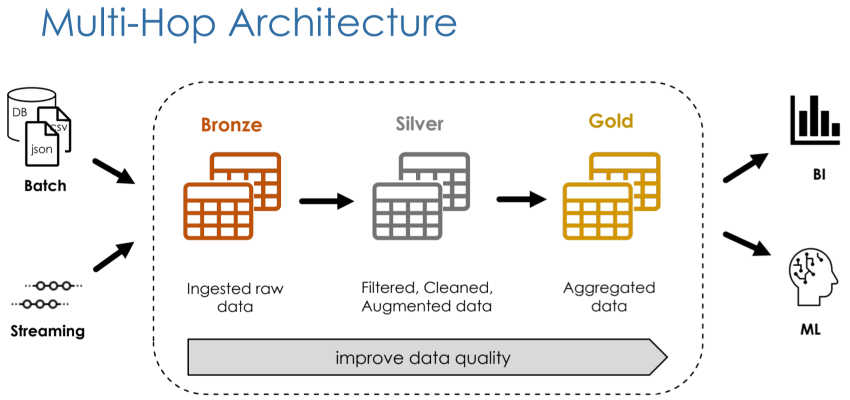 Multi-Hop Architecture
DB
csv
json
Batch
Streaming
Bronze
Silver
Gold
Ingested raw
data
Filtered, Cleaned,
Augmented data
Aggregated
data
improve data quality
BI
ML